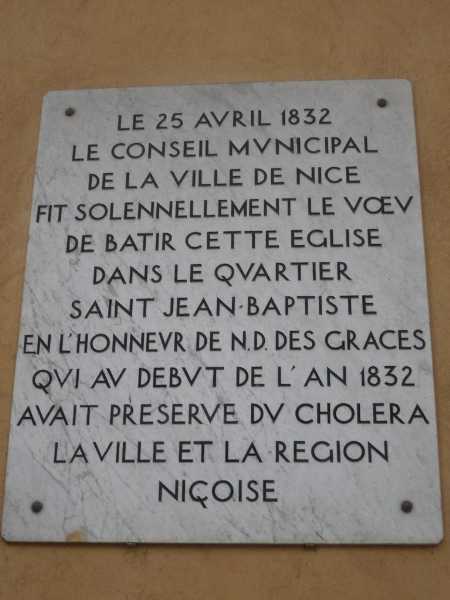 LE 25 AVRIL 1832
LE CONSEIL MVNICIPAL
DE LA VILLE DE NICE
FIT SOLENNELLEMENT LE VŒV
DE BATIR CETTE EGLISE
DANS LE QVARTIER
SAINT JEAN-BAPTISTE
EN L'HONNEVR DE N.D. DES GRACES
QVI AV DEBVT DE L'AN 1832
AVAIT PRESERVE DV CHOLERA
LA VILLE ET LA REGION
NIÇOISE